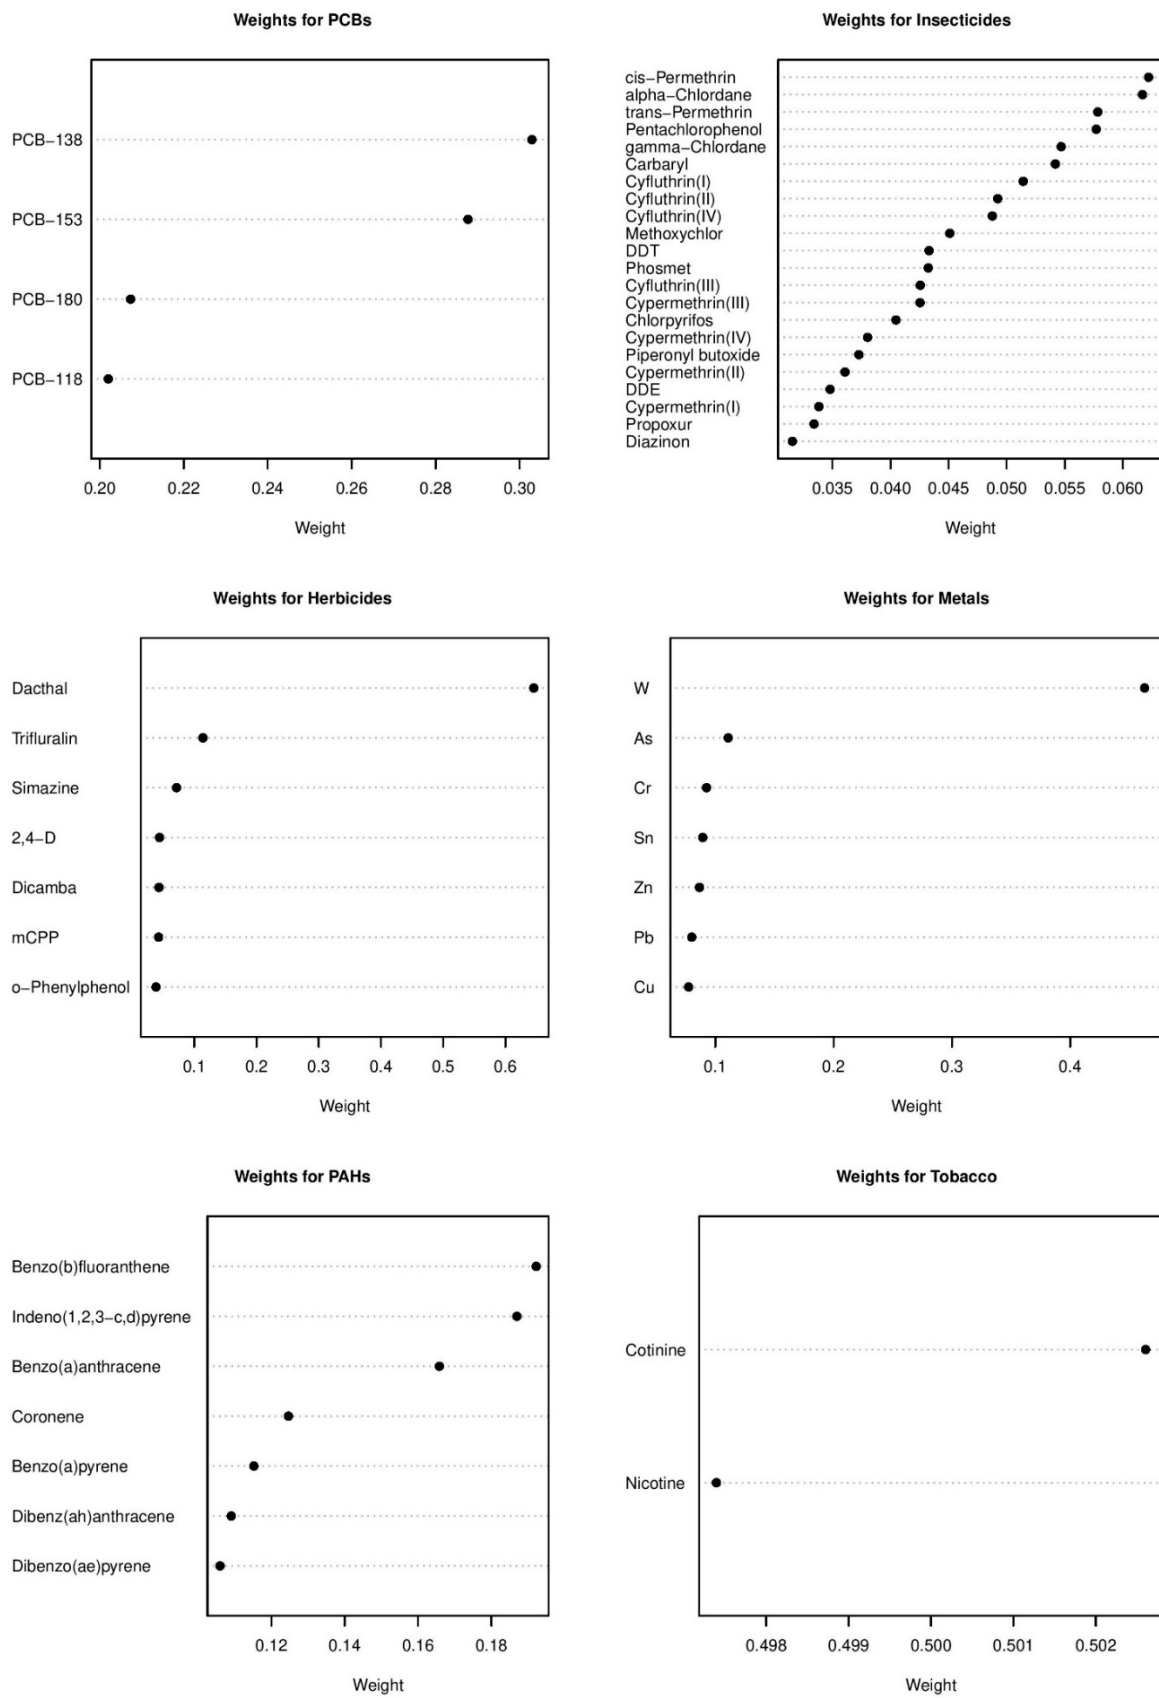 Weights for PCBs
PCB−138
PCB−153
PCB−180
PCB−118
0.20 0.22 0.24 0.26 0.28 0.30
Weight
Weights for Insecticides
cis−Permethrin
alpha−Chlordane
trans−Permethrin
Pentachlorophenol
gamma−Chlordane
Carbaryl
Cyfluthrin(I)
Cyfluthrin(II)
Cyfluthrin(IV)
Methoxychlor
DDT
Phosmet
Cyfluthrin(III)
Cypermethrin(III)
Chlorpyrifos
Cypermethrin(IV)
Piperonyl butoxide
Cypermethrin(II)
DDE
Cypermethrin(I)
Propoxur
Diazinon
0.035 0.040 0.045 0.050 0.055 0.060
Weight
Weights for Herbicides
Dacthal
Trifluralin
Simazine
2,4−D
Dicamba
mCPP
o−Phenylphenol
0.1 0.2 0.3 0.4 0.5 0.6
Weight
Weights for Metals
W
As
Cr
Sn
Zn
Pb
Cu
0.1 0.2 0.3 0.4
Weight
Weights for PAHs
Benzo(b)fluoranthene
Indeno(1,2,3−c,d)pyrene
Benzo(a)anthracene
Coronene
Benzo(a)pyrene
Dibenz(ah)anthracene
Dibenzo(ae)pyrene
0.12 0.14 0.16 0.18
Weight
Weights for Tobacco
Cotinine
Nicotine
0.498 0.499 0.500 0.501 0.502
Weight